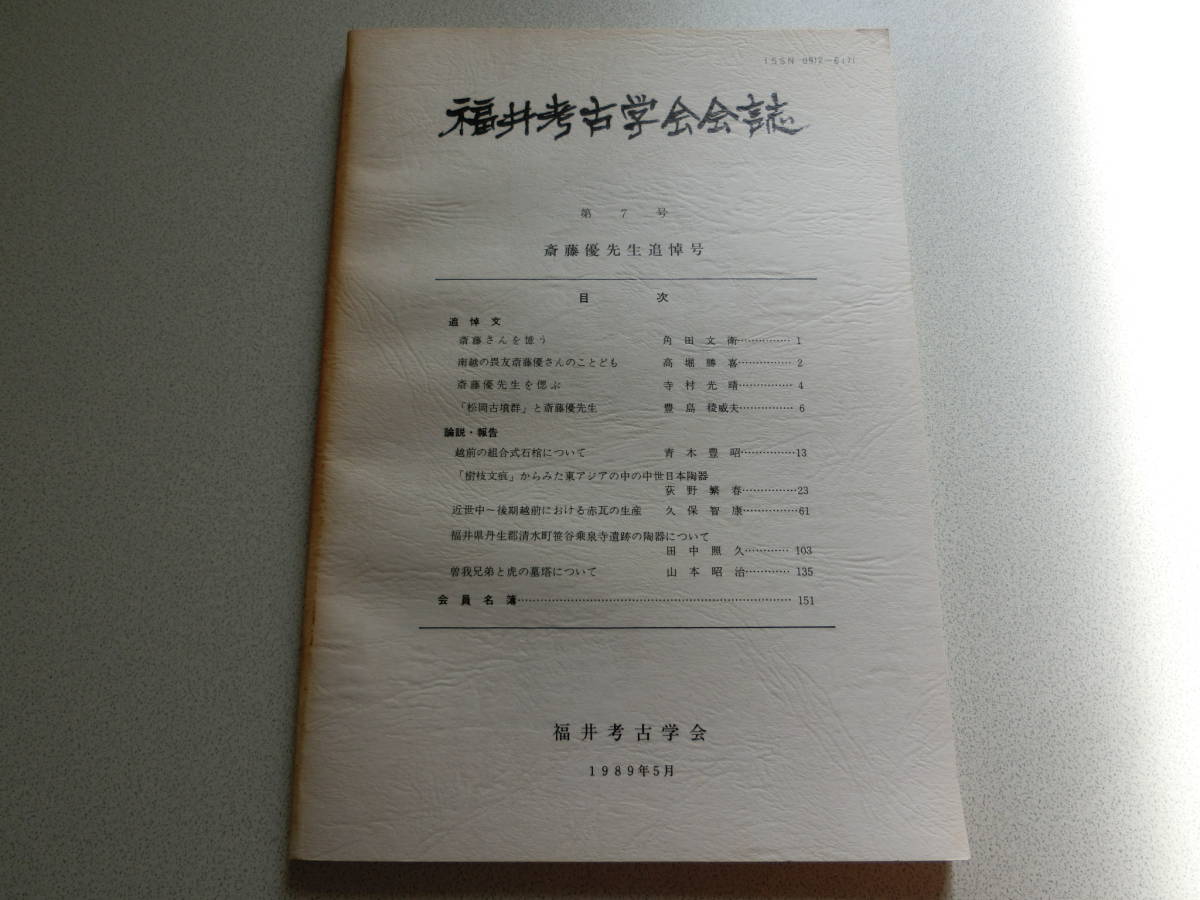 ISSN 0912-6171
福井考古学会会誌
第7号
斎藤優先生追悼号
目次
追悼文
斎藤さんを憶う 角田文衛……………1
南越の畏友斎藤優さんのことども 高堀勝喜……………2
斎藤優先生を偲ぶ 寺村光晴……………4
「松岡古墳群」と斎藤優先生 豊島稜威夫……………6
論説・報告
越前の組合式石棺について 青木豊昭……………13
「樹枝文痕」からみた東アジアの中の中世日本陶器
荻野繁春……………23
近世中～後期越前における赤瓦の生産 久保智康……………61
福井県丹生郡清水町笹谷乗泉寺遺跡の陶器について
田中照久…………103
曽我兄弟と虎の墓塔について 山本昭治…………135
会員名簿……………………………………………………………151
福井考古学会
1989年5月